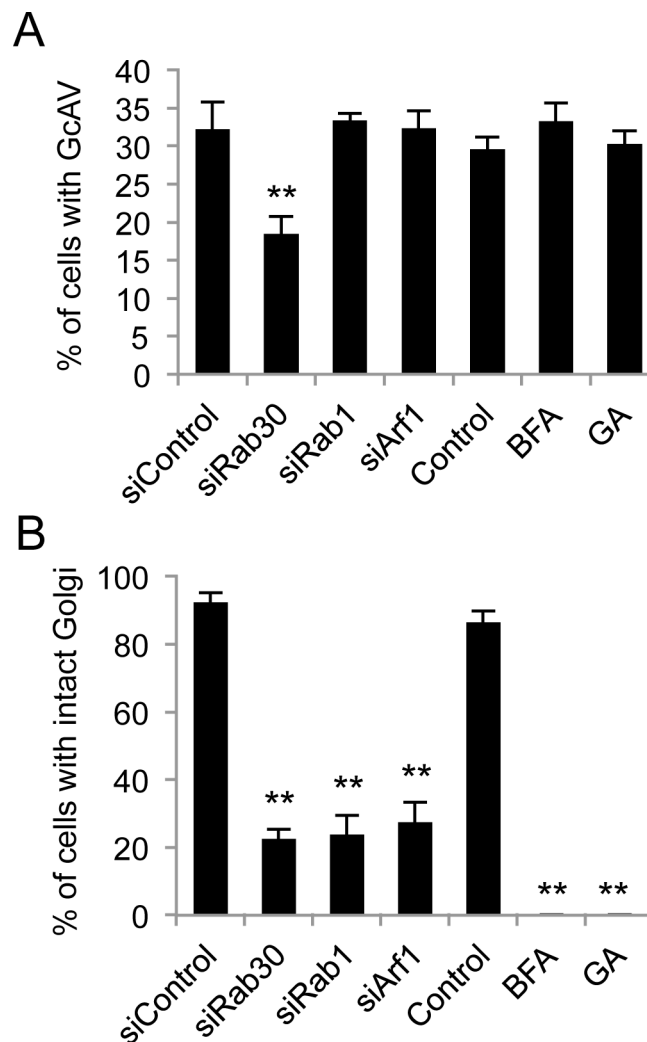 A
% of cells with GcAV
40
35
30
25
20
15
10
5
0
**
siControl
siRab30
siRab1
siArf1
Control
BFA
GA
B
% of cells with intact Golgi
100
80
60
40
20
0
**
**
**
**
**
siControl
siRab30
siRab1
siArf1
Control
BFA
GA